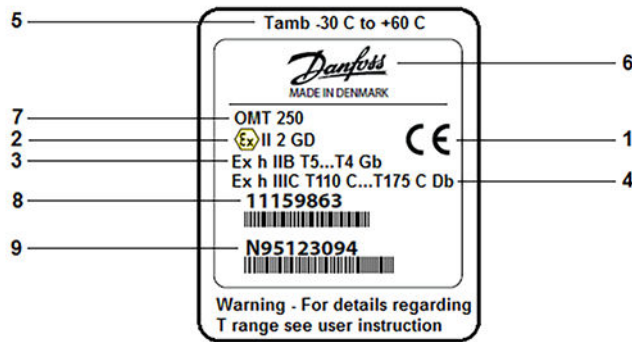 5 Tamb -30 C to +60 C
Danfoss 6
MADE IN DENMARK
7 OMT 250
2 Ex II 2 GD CE 1
3 Ex h IIB T5...T4 Gb
Ex h IIIC T110 C...T175 C Db 4
8 11159863
9 N95123094
Warning - For details regarding
T range see user instruction